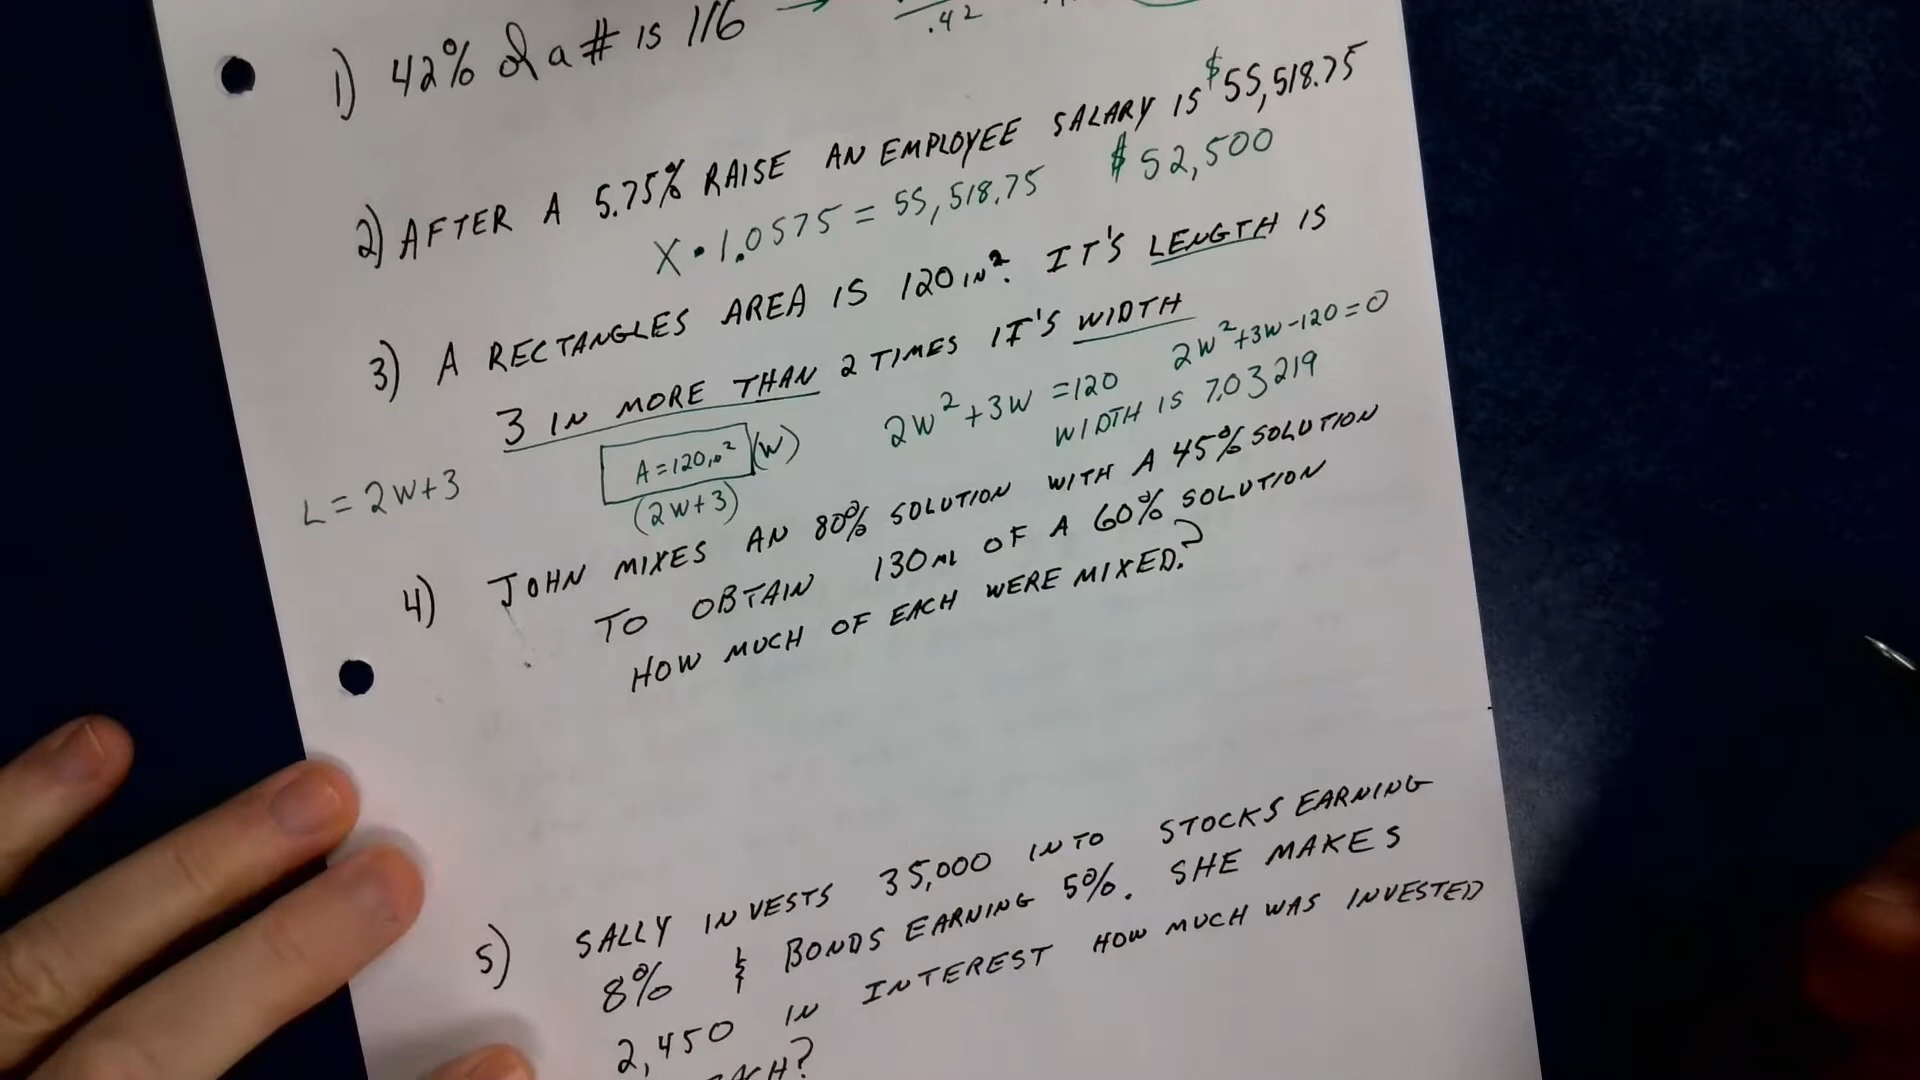 1) 42% of a # is 116 →
.42
2) AFTER A 5.75% RAISE AN EMPLOYEE SALARY IS $55,518.75
X • 1.0575 = 55,518.75 $52,500
3) A RECTANGLES AREA IS 120 IN². IT'S LENGTH IS
3 IN MORE THAN 2 TIMES IT'S WIDTH
2W² + 3W = 120 2W²+3W-120=0
A = 120in² (W) WIDTH IS 7.03219
L = 2W+3 (2W+3)
4) JOHN MIXES AN 80% SOLUTION WITH A 45% SOLUTION
TO OBTAIN 130 ML OF A 60% SOLUTION
HOW MUCH OF EACH WERE MIXED?
5) SALLY INVESTS 35,000 INTO STOCKS EARNING
8% & BONDS EARNING 5%. SHE MAKES
2,450 IN INTEREST HOW MUCH WAS INVESTED